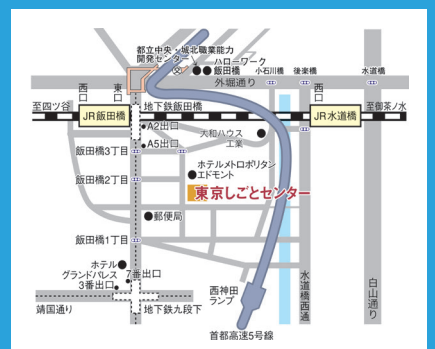 都立中央・城北職業能力
開発センター
ハローワーク
飯田橋
小石川橋
後楽橋
水道橋
外堀通り
西口
東口
西口
至四ツ谷
地下鉄飯田橋
至御茶ノ水
JR飯田橋
JR水道橋
A2出口
大和ハウス
工業
A5出口
飯田橋3丁目
ホテルメトロポリタン
エドモント
飯田橋2丁目
東京しごとセンター
郵便局
飯田橋1丁目
ホテル
グランドパレス
7番出口
3番出口
西神田
ランプ
水道橋西通り
白山通り
靖国通り
地下鉄九段下
首都高速5号線